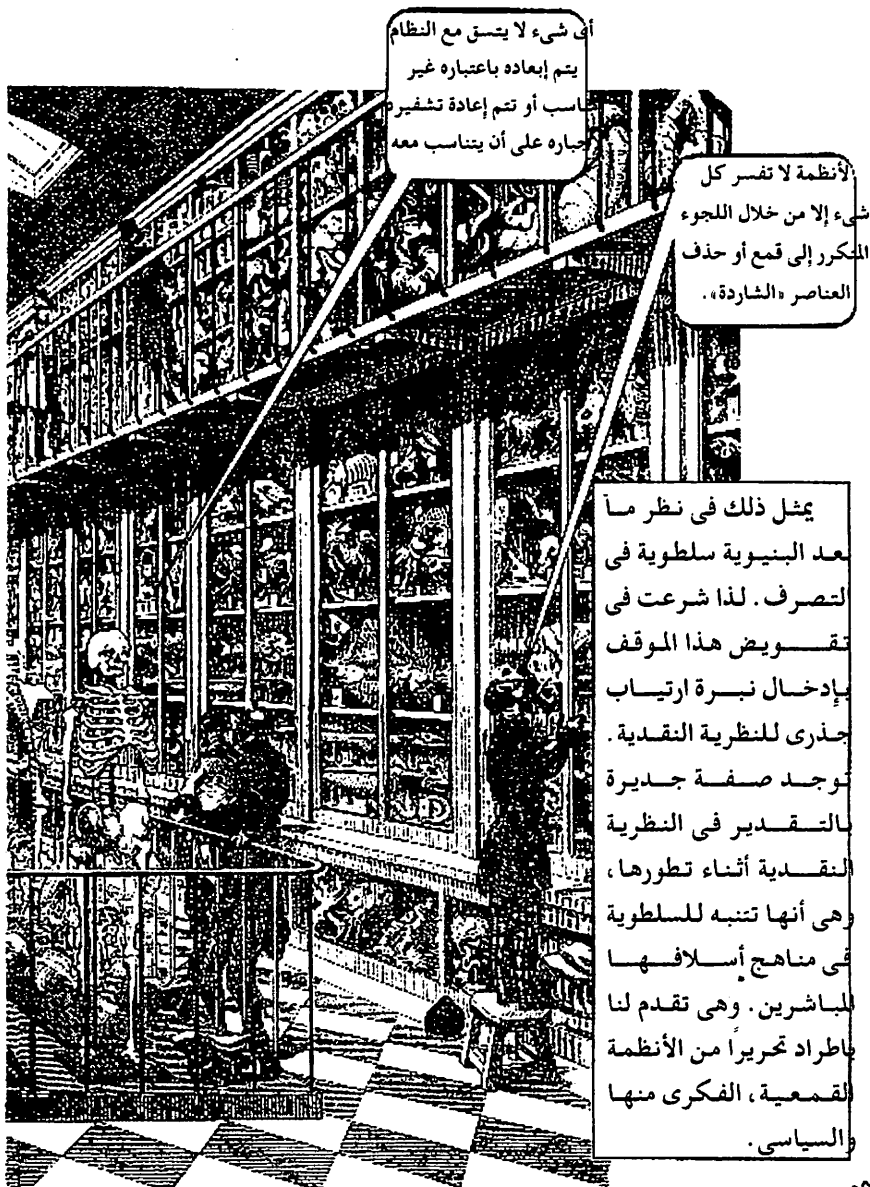 أى شىء لا يتسق مع النظام
يتم إبعاده باعتباره غير
مناسب أو تتم إعادة تشفيره
إجباره على أن يتناسب معه
الأنظمة لا تفسر كل
شىء إلا من خلال اللجوء
المتكرر إلى قمع أو حذف
العناصر «الشاردة».
يمثل ذلك فى نظر ما
بعد البنيوية سلطوية فى
التصرف. لذا شرعت فى
تقويض هذا الموقف
بإدخال نبرة ارتياب
جذرى للنظرية النقدية.
توجد صفة جديرة
بالتقدير فى النظرية
النقدية أثناء تطورها،
وهى أنها تتنبه للسلطوية
فى مناهج أسلافها
المباشرين. وهى تقدم لنا
باطراد تحريراً من الأنظمة
القمعية، الفكرى منها
والسياسى.